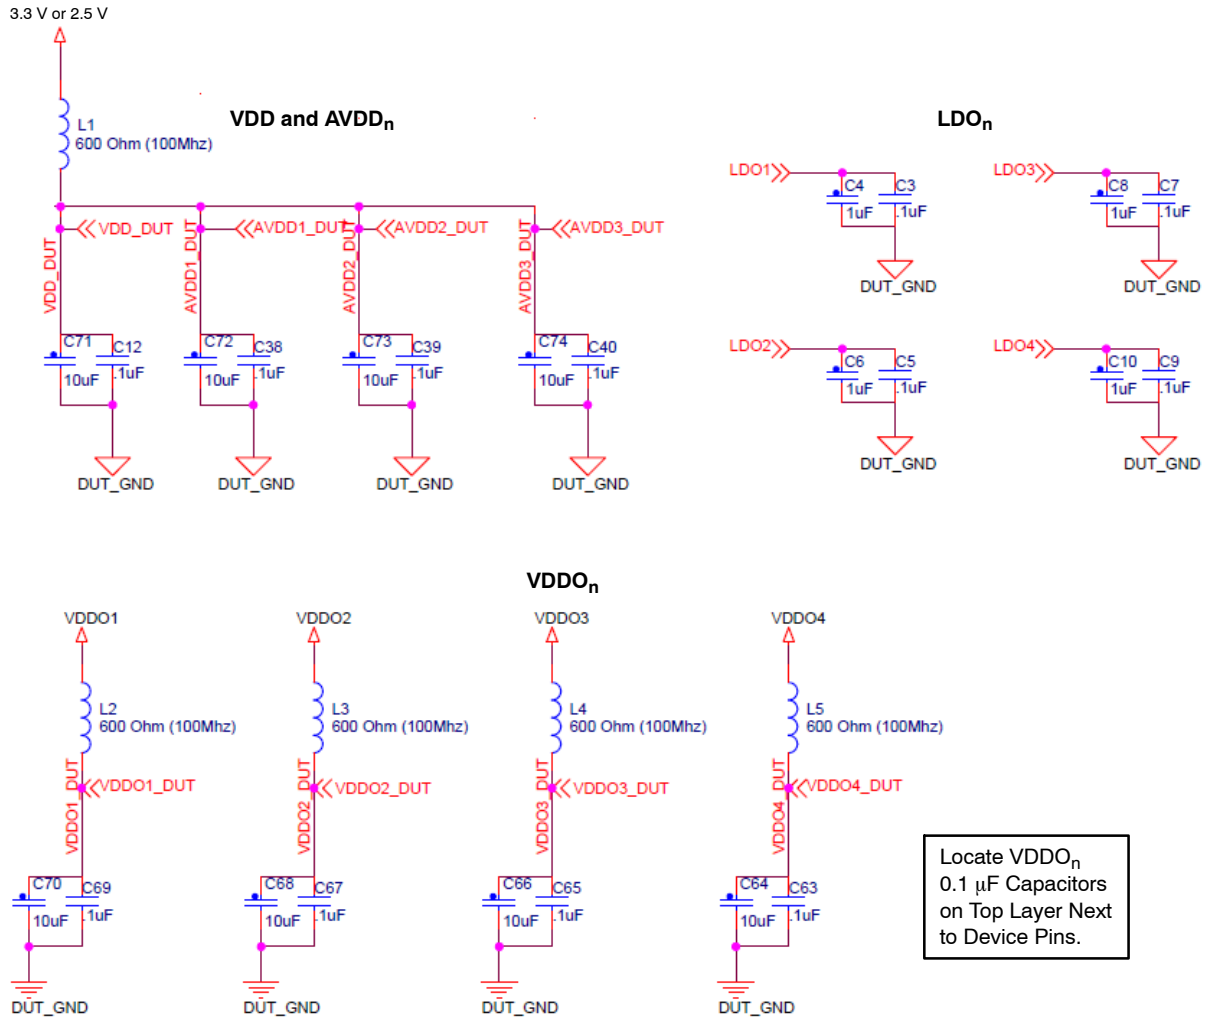 3.3 V or 2.5 V
L1
600 Ohm (100Mhz)
VDD and AVDDn
VDD_DUT
AVDD1_DUT
AVDD2_DUT
AVDD3_DUT
VDD_DUT
AVDD1_DUT
AVDD2_DUT
AVDD3_DUT
C71
C12
10uF
.1uF
C72
C38
10uF
.1uF
C73
C39
10uF
.1uF
C74
C40
10uF
.1uF
DUT_GND
DUT_GND
DUT_GND
DUT_GND
LDOn
LDO1
C4
C3
1uF
.1uF
DUT_GND
LDO3
C8
C7
1uF
.1uF
DUT_GND
LDO2
C6
C5
1uF
.1uF
DUT_GND
LDO4
C10
C9
1uF
.1uF
DUT_GND
VDDOn
VDDO1
L2
600 Ohm (100Mhz)
VDDO1_DUT
VDDO1_DUT
C70
C69
10uF
.1uF
DUT_GND
VDDO2
L3
600 Ohm (100Mhz)
VDDO2_DUT
VDDO2_DUT
C68
C67
10uF
.1uF
DUT_GND
VDDO3
L4
600 Ohm (100Mhz)
VDDO3_DUT
VDDO3_DUT
C66
C65
10uF
.1uF
DUT_GND
VDDO4
L5
600 Ohm (100Mhz)
VDDO4_DUT
VDDO4_DUT
C64
C63
10uF
.1uF
DUT_GND
Locate VDDOn
0.1 μF Capacitors
on Top Layer Next
to Device Pins.